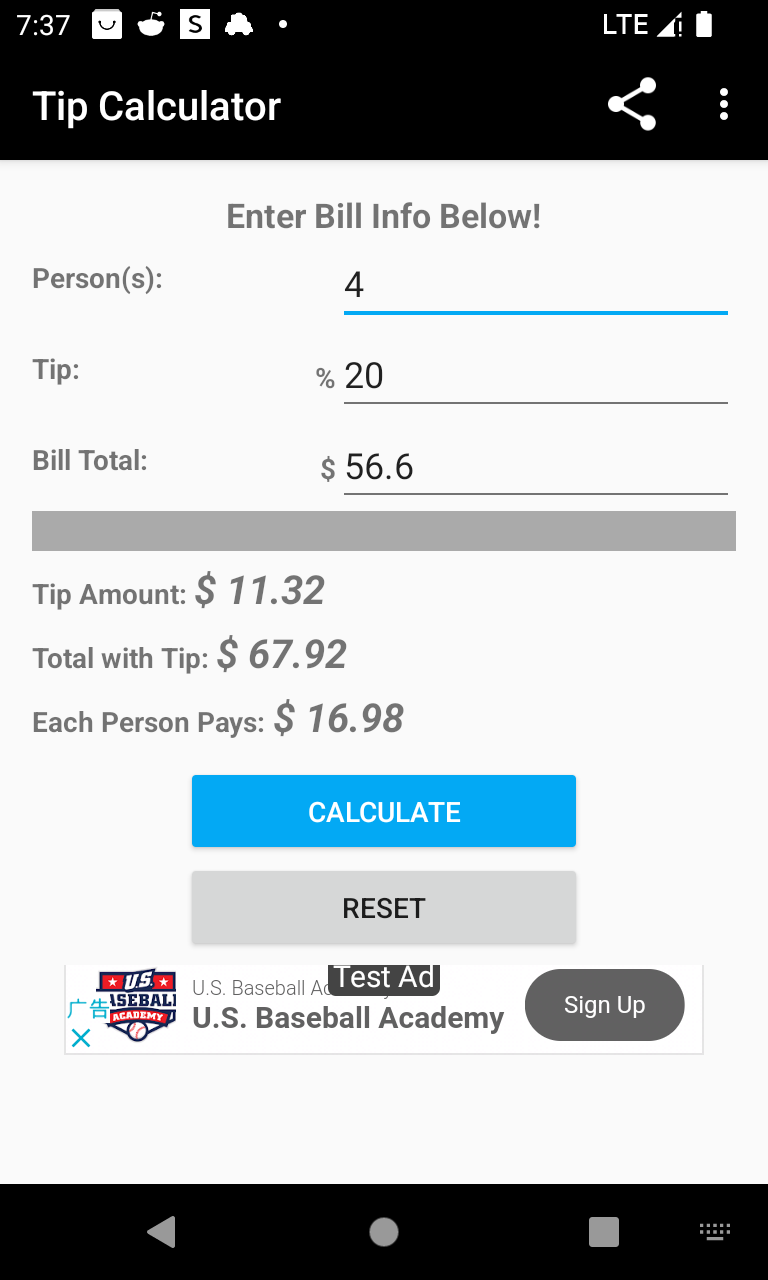 7:37 S LTE
Tip Calculator
Enter Bill Info Below!
Person(s): 4
Tip: % 20
Bill Total: $ 56.6
Tip Amount: $ 11.32
Total with Tip: $ 67.92
Each Person Pays: $ 16.98
CALCULATE
RESET
Test Ad
U.S. BASEBALL ACADEMY
广告
U.S. Baseball
U.S. Baseball Academy
Sign Up